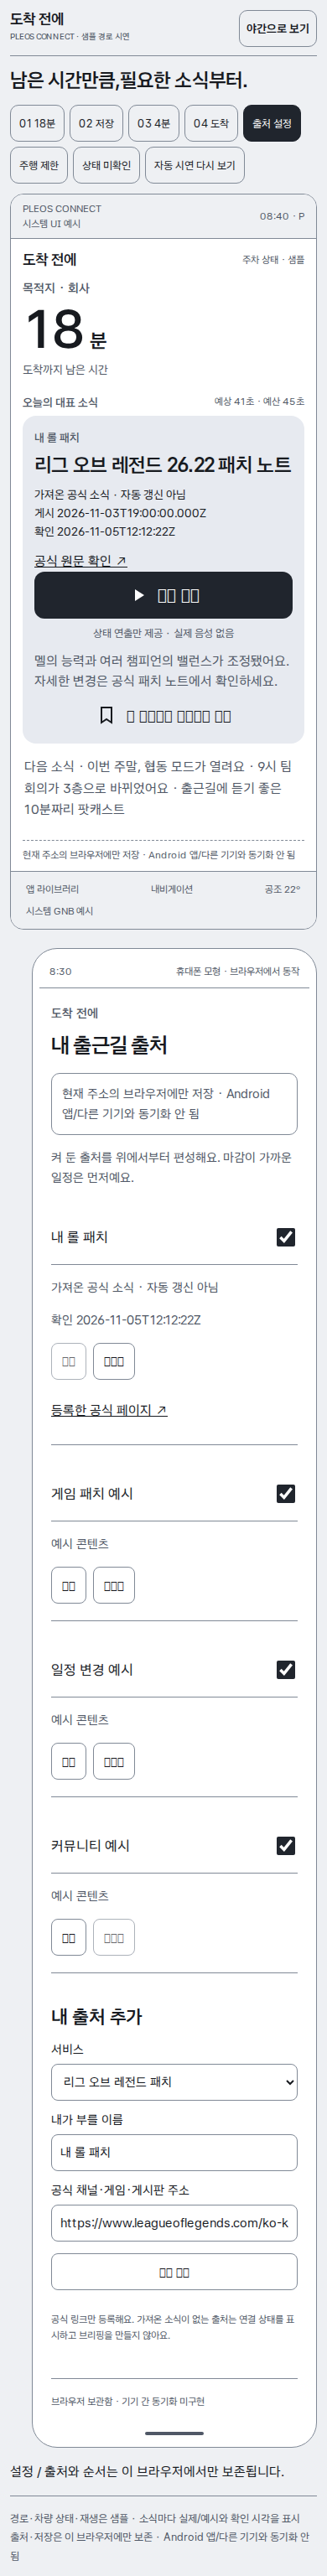 도착 전에
PLEOS CONNECT · 샘플 경로 시연
야간으로 보기
남은 시간만큼,필요한 소식부터.
01 18분
02 저장
03 4분
04 도착
출처 설정
주행 제한
상태 미확인
자동 시연 다시 보기
PLEOS CONNECT
시스템 UI 예시
08:40 · P
도착 전에
주차 상태 · 샘플
목적지 · 회사
18 분
도착까지 남은 시간
오늘의 대표 소식
예상 41초 · 예산 45초
내 롤 패치
리그 오브 레전드 26.22 패치 노트
가져온 공식 소식 · 자동 갱신 아님
게시 2026-11-03T19:00:00.000Z
확인 2026-11-05T12:12:22Z
공식 원문 확인 ↗
상태 연출만 제공 · 실제 음성 없음
멜의 능력과 여러 챔피언의 밸런스가 조정됐어요.
자세한 변경은 공식 패치 노트에서 확인하세요.
다음 소식 · 이번 주말, 협동 모드가 열려요 · 9시 팀
회의가 3층으로 바뀌었어요 · 출근길에 듣기 좋은
10분짜리 팟캐스트
현재 주소의 브라우저에만 저장 · Android 앱/다른 기기와 동기화 안 됨
앱 라이브러리
내비게이션
공조 22°
시스템 GNB 예시
8:30
휴대폰 모형 · 브라우저에서 동작
도착 전에
내 출근길 출처
현재 주소의 브라우저에만 저장 · Android
앱/다른 기기와 동기화 안 됨
켜 둔 출처를 위에서부터 편성해요. 마감이 가까운
일정은 먼저예요.
내 롤 패치
가져온 공식 소식 · 자동 갱신 아님
확인 2026-11-05T12:12:22Z
등록한 공식 페이지 ↗
게임 패치 예시
예시 콘텐츠
일정 변경 예시
예시 콘텐츠
커뮤니티 예시
예시 콘텐츠
내 출처 추가
서비스
리그 오브 레전드 패치
내가 부를 이름
내 롤 패치
공식 채널·게임·게시판 주소
https://www.leagueoflegends.com/ko-k
공식 링크만 등록해요. 가져온 소식이 없는 출처는 연결 상태를 표
시하고 브리핑을 만들지 않아요.
브라우저 보관함 · 기기 간 동기화 미구현
설정 / 출처와 순서는 이 브라우저에서만 보존됩니다.
경로·차량 상태·재생은 샘플 · 소식마다 실제/예시와 확인 시각을 표시
출처·저장은 이 브라우저에만 보존 · Android 앱/다른 기기와 동기화 안
됨